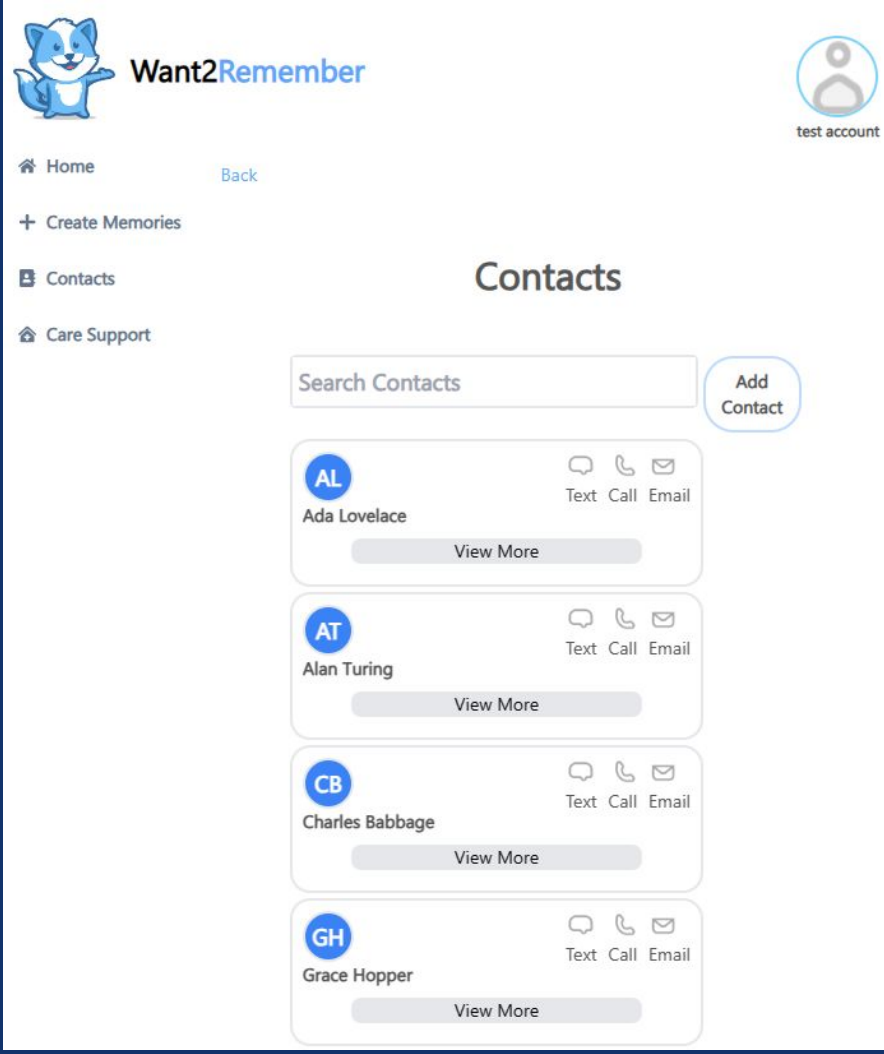 Want2Remember
test account
Home
Create Memories
Contacts
Care Support
Back
Contacts
Search Contacts
Add
Contact
AL
Text Call Email
Ada Lovelace
View More
AT
Text Call Email
Alan Turing
View More
CB
Text Call Email
Charles Babbage
View More
GH
Text Call Email
Grace Hopper
View More